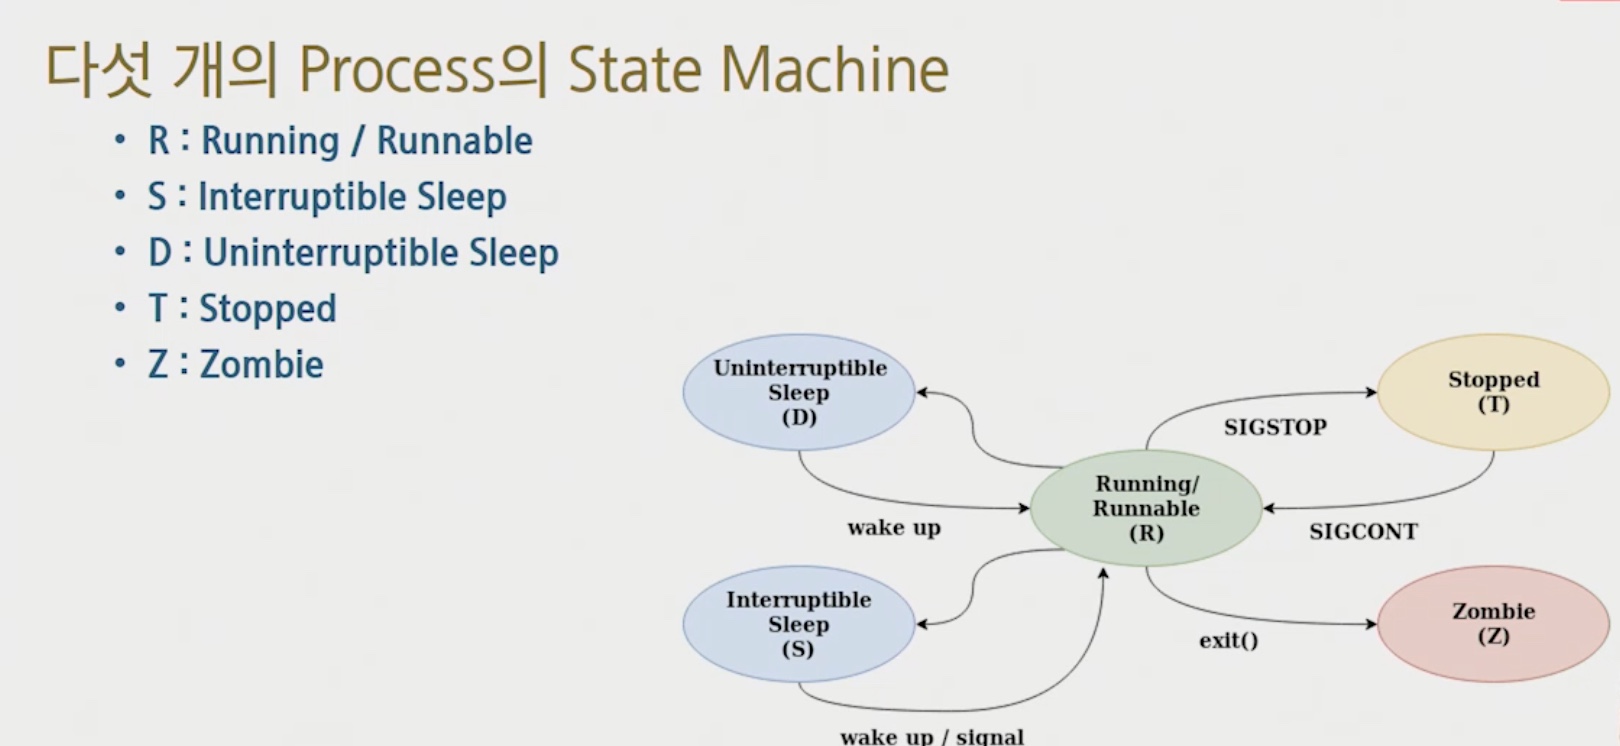 다섯 개의 Process의 State Machine
• R : Running / Runnable
• S : Interruptible Sleep
• D : Uninterruptible Sleep
• T : Stopped
• Z : Zombie
Uninterruptible
Sleep
(D)
Stopped
(T)
SIGSTOP
Running/
Runnable
(R)
wake up
SIGCONT
Interruptible
Sleep
(S)
Zombie
(Z)
exit()
wake up / signal